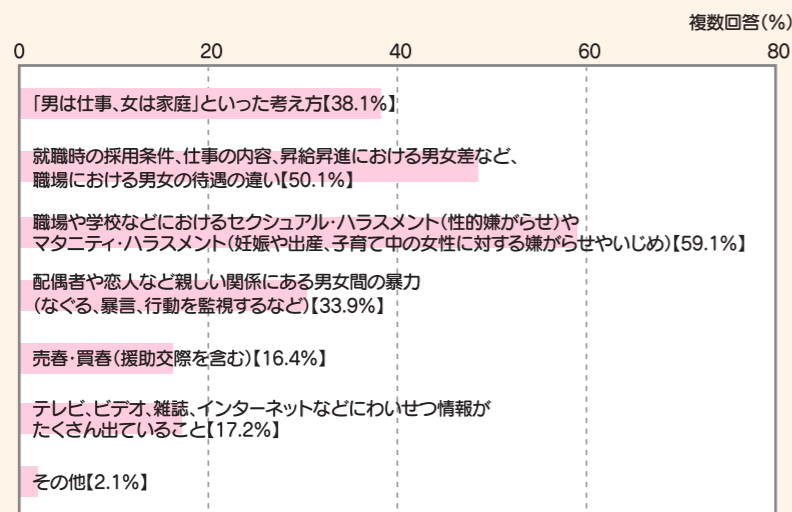 複数回答(%)
0 20 40 60 80
「男は仕事、女は家庭」といった考え方【38.1%】
就職時の採用条件、仕事の内容、昇給昇進における男女差など、
職場における男女の待遇の違い【50.1%】
職場や学校などにおけるセクシュアル・ハラスメント(性的嫌がらせ)や
マタニティ・ハラスメント(妊娠や出産、子育て中の女性に対する嫌がらせやいじめ)【59.1%】
配偶者や恋人など親しい関係にある男女間の暴力
(なぐる、暴言、行動を監視するなど)【33.9%】
売春・買春(援助交際を含む)【16.4%】
テレビ、ビデオ、雑誌、インターネットなどにわいせつ情報が
たくさん出ていること【17.2%】
その他【2.1%】